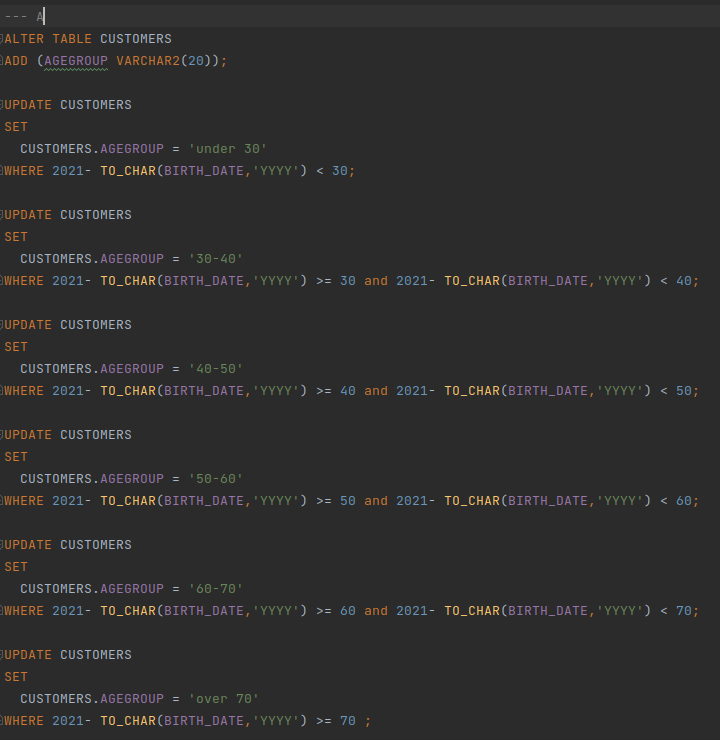 --- A
ALTER TABLE CUSTOMERS
ADD (AGEGROUP VARCHAR2(20));
UPDATE CUSTOMERS
SET
CUSTOMERS.AGEGROUP = 'under 30'
WHERE 2021- TO_CHAR(BIRTH_DATE,'YYYY') < 30;
UPDATE CUSTOMERS
SET
CUSTOMERS.AGEGROUP = '30-40'
WHERE 2021- TO_CHAR(BIRTH_DATE,'YYYY') >= 30 and 2021- TO_CHAR(BIRTH_DATE,'YYYY') < 40;
UPDATE CUSTOMERS
SET
CUSTOMERS.AGEGROUP = '40-50'
WHERE 2021- TO_CHAR(BIRTH_DATE,'YYYY') >= 40 and 2021- TO_CHAR(BIRTH_DATE,'YYYY') < 50;
UPDATE CUSTOMERS
SET
CUSTOMERS.AGEGROUP = '50-60'
WHERE 2021- TO_CHAR(BIRTH_DATE,'YYYY') >= 50 and 2021- TO_CHAR(BIRTH_DATE,'YYYY') < 60;
UPDATE CUSTOMERS
SET
CUSTOMERS.AGEGROUP = '60-70'
WHERE 2021- TO_CHAR(BIRTH_DATE,'YYYY') >= 60 and 2021- TO_CHAR(BIRTH_DATE,'YYYY') < 70;
UPDATE CUSTOMERS
SET
CUSTOMERS.AGEGROUP = 'over 70'
WHERE 2021- TO_CHAR(BIRTH_DATE,'YYYY') >= 70 ;